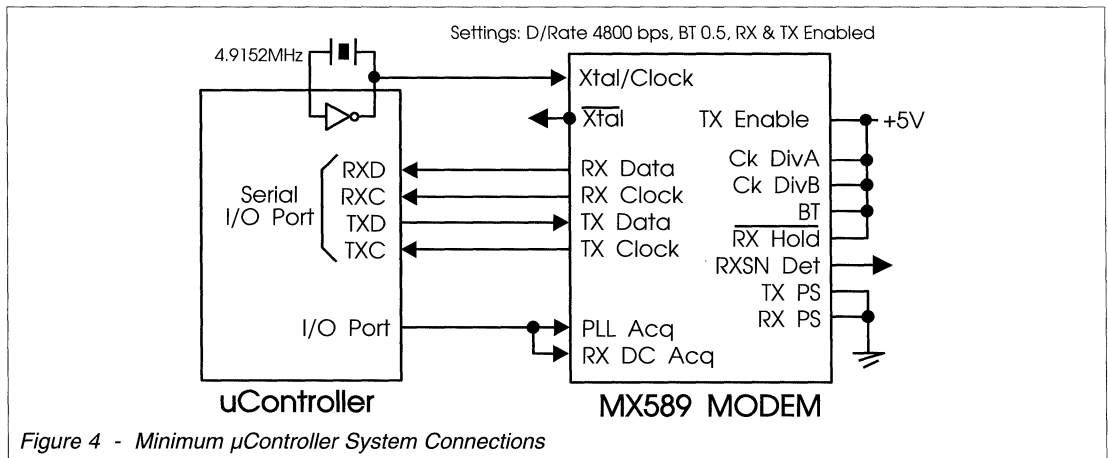 Settings: D/Rate 4800 bps, BT 0.5, RX & TX Enabled
4.9152MHz
Xtal/Clock
Xtal
TX Enable
+5V
Ck DivA
Ck DivB
BT
RX Hold
RXSN Det
TX PS
RX PS
RX Data
RX Clock
TX Data
TX Clock
RXD
RXC
TXD
TXC
Serial
I/O Port
I/O Port
PLL Acq
RX DC Acq
uController
MX589 MODEM
Figure 4 - Minimum µController System Connections